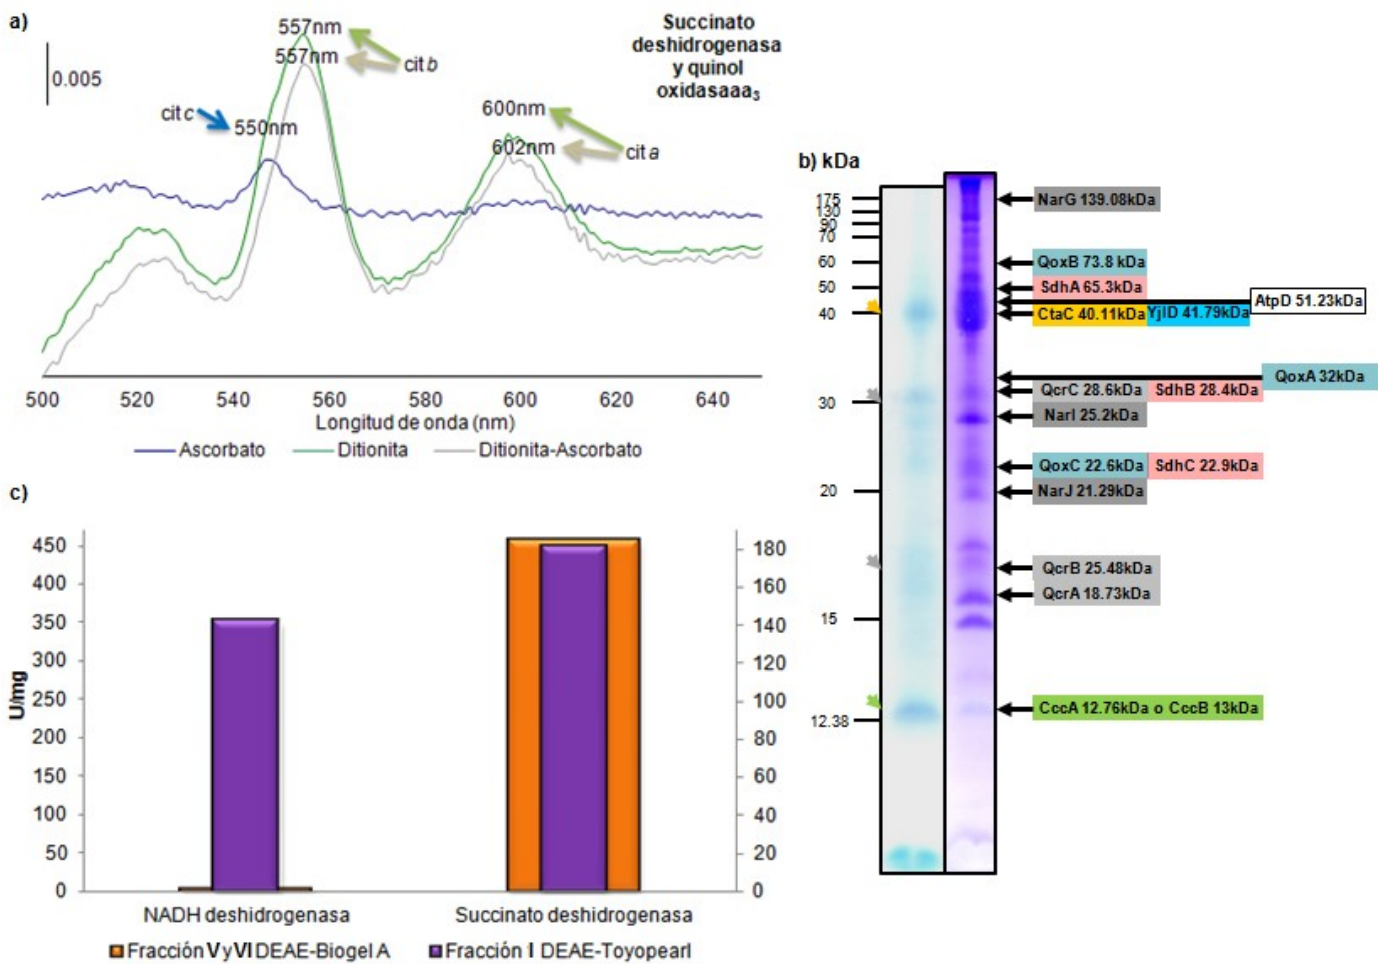 a)
557nm
557nm
cit b
0.005
cit c
550nm
600nm
602nm
cit a
Succinato
deshidrogenasa
y quinol
oxidasaaa₃
500 520 540 560 580 600 620 640
Longitud de onda (nm)
Ascorbato Ditionita Ditionita-Ascorbato
b) kDa
175
130
90
70
60
50
40
30
20
15
12.38
NarG 139.08kDa
QoxB 73.8 kDa
SdhA 65.3kDa
AtpD 51.23kDa
CtaC 40.11kDa YjlD 41.79kDa
QoxA 32kDa
QcrC 28.6kDa SdhB 28.4kDa
NarI 25.2kDa
QoxC 22.6kDa SdhC 22.9kDa
NarJ 21.29kDa
QcrB 25.48kDa
QcrA 18.73kDa
CccA 12.76kDa o CccB 13kDa
c)
U/mg
450
400
350
300
250
200
150
100
50
0
180
160
140
120
100
80
60
40
20
0
NADH deshidrogenasa Succinato deshidrogenasa
Fracción V y VI DEAE-Biogel A Fracción I DEAE-Toyopearl